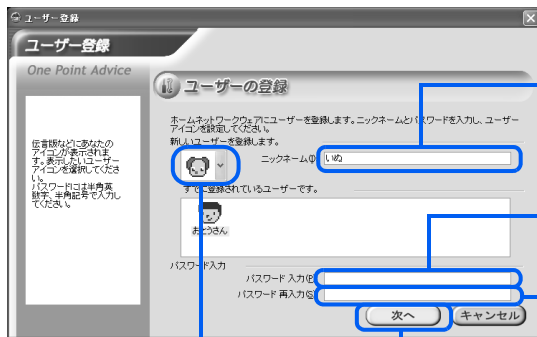 ユーザー登録
ユーザー登録
One Point Advice
ユーザーの登録
ホームネットワークウェアにユーザーを登録します。ニックネームとパスワードを入力し、ユーザー
アイコンを設定してください。
新しいユーザーを登録します。
伝言版などにあなたの
アイコンが表示されま
す。表示したいユーザー
アイコンを選択してくださ
い。
パスワードには半角英
数字、半角記号で入力し
てください。
ニックネーム(N) いぬ
すでに登録されているユーザーです。
おとうさん
パスワード入力
パスワード 入力(P)
パスワード 再入力(S)
次へ
キャンセル